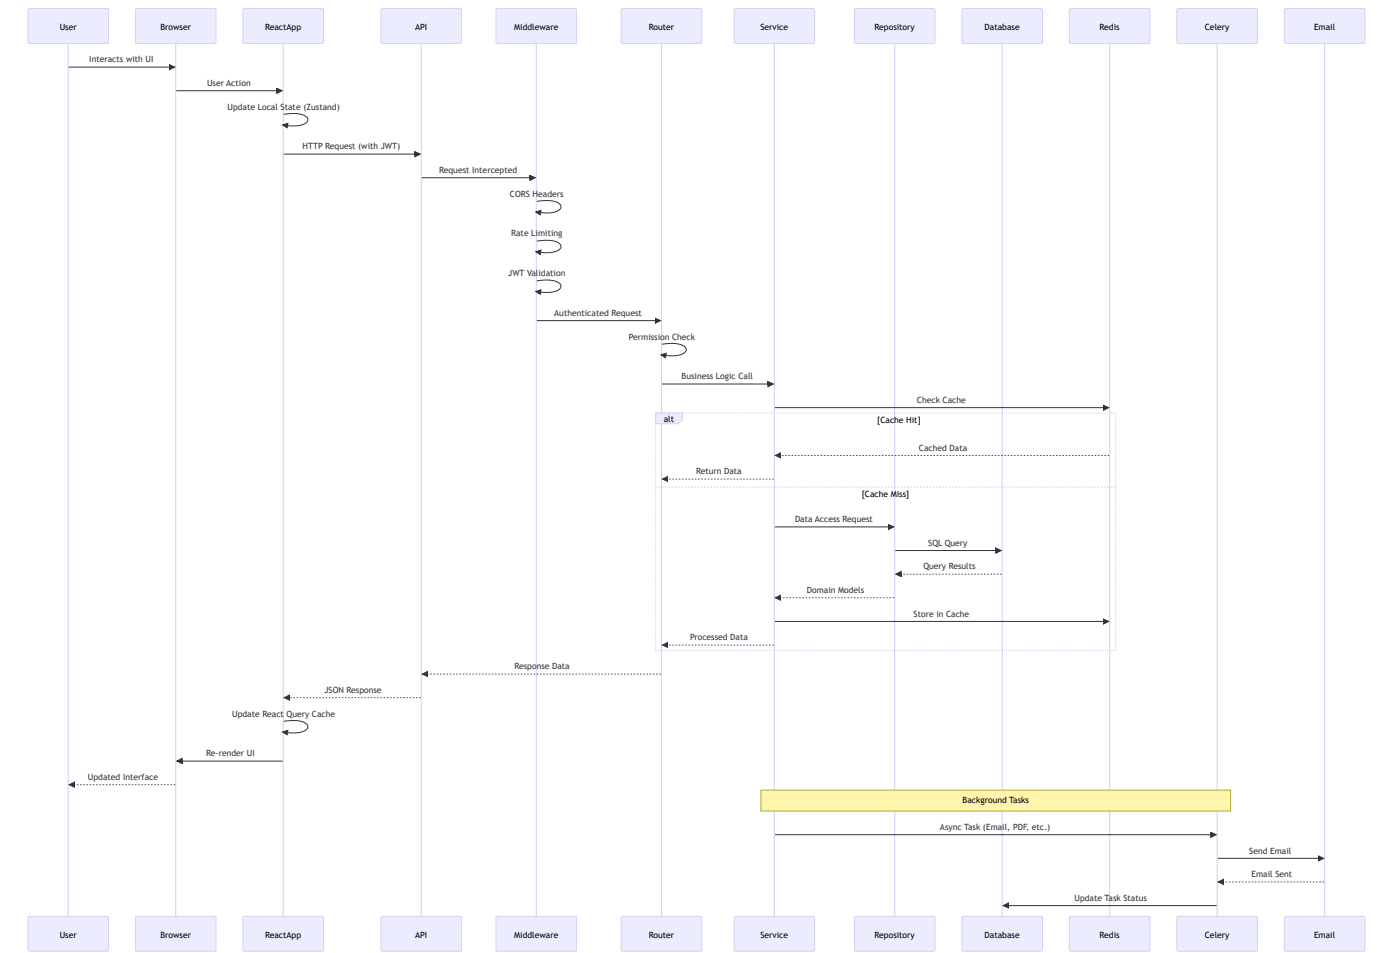 User Browser ReactApp API Middleware Router Service Repository Database Redis Celery Email
Interacts with UI
User Action
Update Local State (Zustand)
HTTP Request (with JWT)
Request Intercepted
CORS Headers
Rate Limiting
JWT Validation
Authenticated Request
Permission Check
Business Logic Call
Check Cache
alt [Cache Hit]
Cached Data
Return Data
[Cache Miss]
Data Access Request
SQL Query
Query Results
Domain Models
Store in Cache
Processed Data
Response Data
JSON Response
Update React Query Cache
Re-render UI
Updated Interface
Background Tasks
Async Task (Email, PDF, etc.)
Send Email
Email Sent
Update Task Status
User Browser ReactApp API Middleware Router Service Repository Database Redis Celery Email